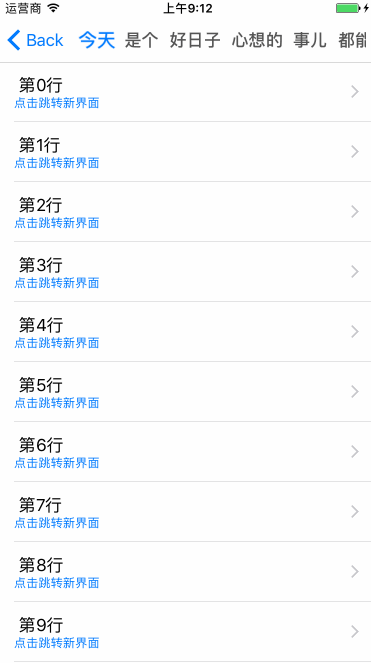 运营商 上午9:12
Back 今天 是个 好日子 心想的 事儿 都能
第0行
点击跳转新界面
第1行
点击跳转新界面
第2行
点击跳转新界面
第3行
点击跳转新界面
第4行
点击跳转新界面
第5行
点击跳转新界面
第6行
点击跳转新界面
第7行
点击跳转新界面
第8行
点击跳转新界面
第9行
点击跳转新界面